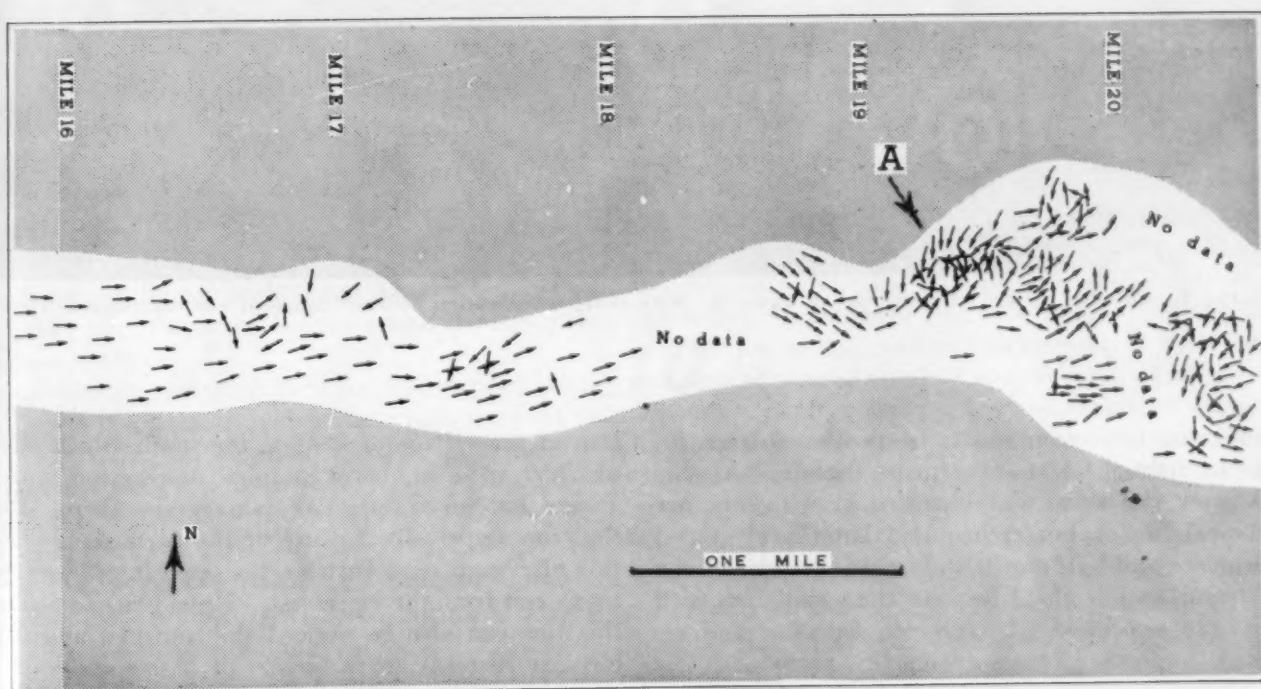 MILE 16
MILE 17
MILE 18
MILE 19
MILE 20
A
No data
No data
No data
N
ONE MILE